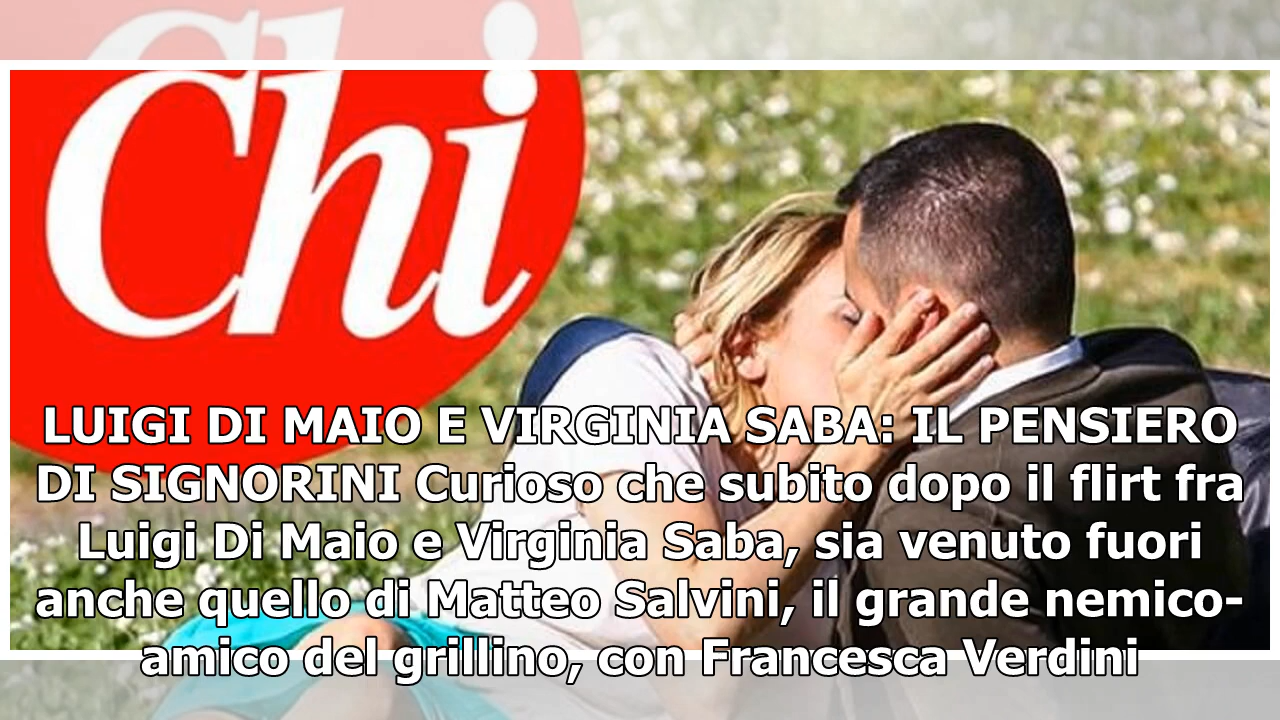 Chi
LUIGI DI MAIO E VIRGINIA SABA: IL PENSIERO
DI SIGNORINI Curioso che subito dopo il flirt fra
Luigi Di Maio e Virginia Saba, sia venuto fuori
anche quello di Matteo Salvini, il grande nemico-
amico del grillino, con Francesca Verdini